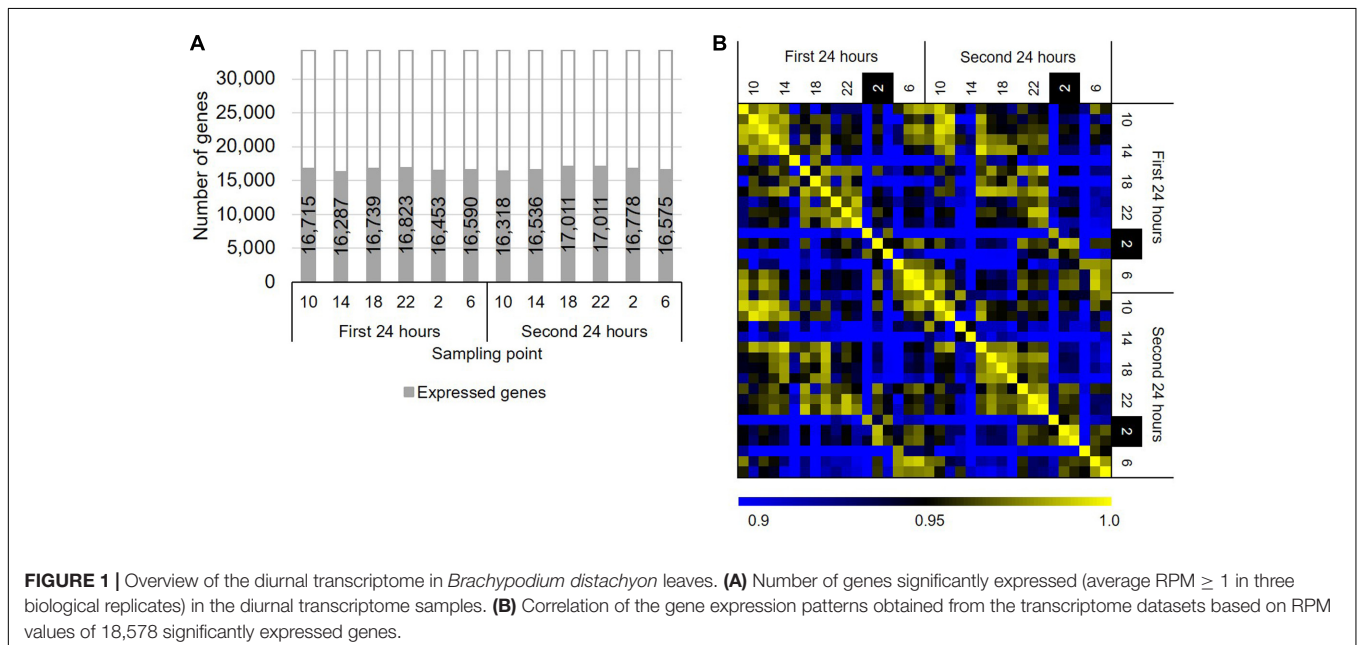 A
Number of genes
30,000
25,000
20,000
15,000
10,000
5,000
0
16,715
16,287
16,739
16,823
16,453
16,590
16,318
16,536
17,011
17,011
16,778
16,575
10 14 18 22 2 6 10 14 18 22 2 6
First 24 hours Second 24 hours
Sampling point
Expressed genes
B
First 24 hours Second 24 hours
10 14 18 22 2 6 10 14 18 22 2 6
10
14
18
22
2
6
First 24 hours
10
14
18
22
2
6
Second 24 hours
0.9 0.95 1.0
FIGURE 1 | Overview of the diurnal transcriptome in Brachypodium distachyon leaves. (A) Number of genes significantly expressed (average RPM ≥ 1 in three
biological replicates) in the diurnal transcriptome samples. (B) Correlation of the gene expression patterns obtained from the transcriptome datasets based on RPM
values of 18,578 significantly expressed genes.